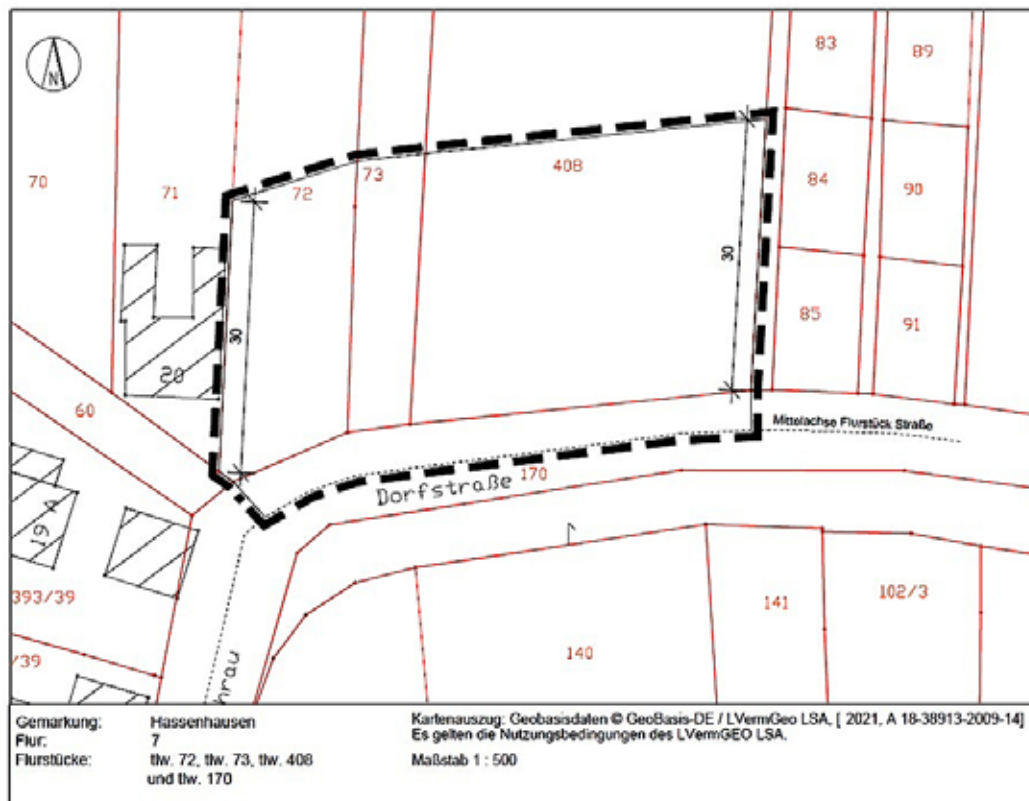 N
83
89
70
71
72
73
408
84
90
30
30
85
91
20
60
Mittelachse Flurstück Straße
170
Dorfstraße
19 A
393/39
141
102/3
/39
140
hrau
Gemarkung: Hassenhausen
Flur: 7
Flurstücke: tlw. 72, tlw. 73, tlw. 408
und tlw. 170
Kartenauszug: Geobasisdaten © GeoBasis-DE / LVermGeo LSA, [ 2021, A 18-38913-2009-14]
Es gelten die Nutzungsbedingungen des LVermGEO LSA.
Maßstab 1 : 500